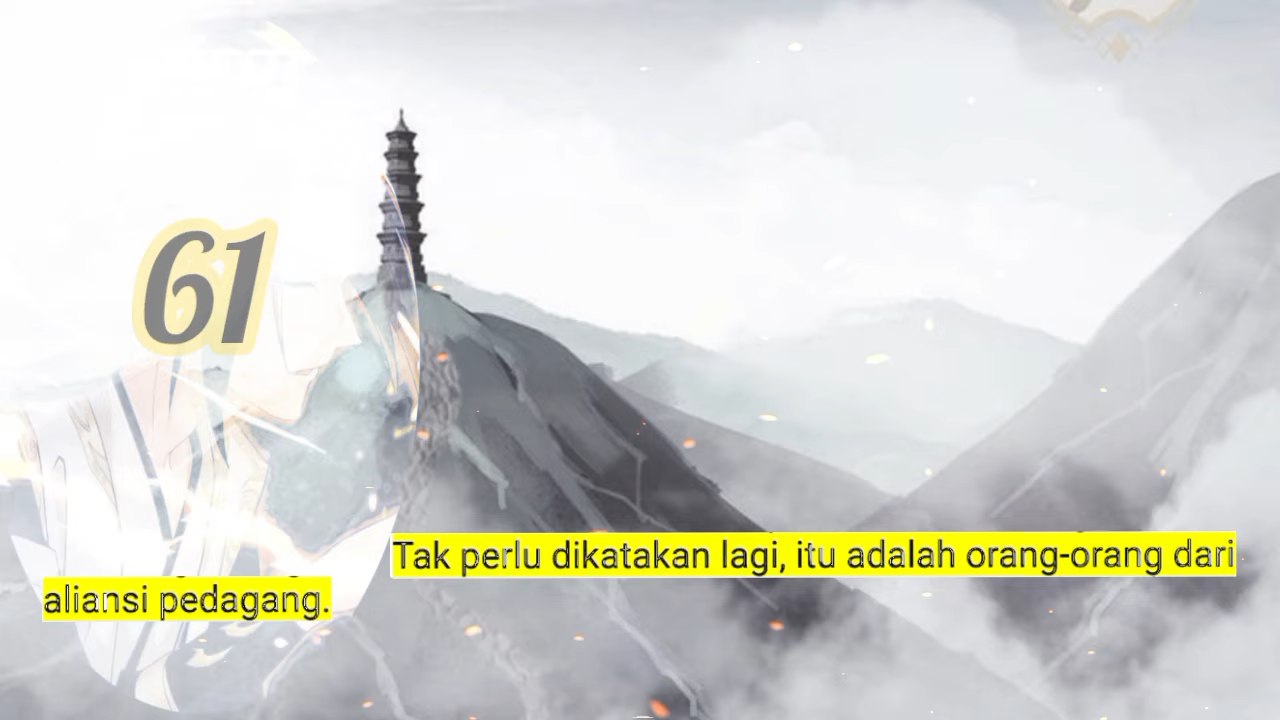 61
Tak perlu dikatakan lagi, itu adalah orang-orang dari
aliansi pedagang.